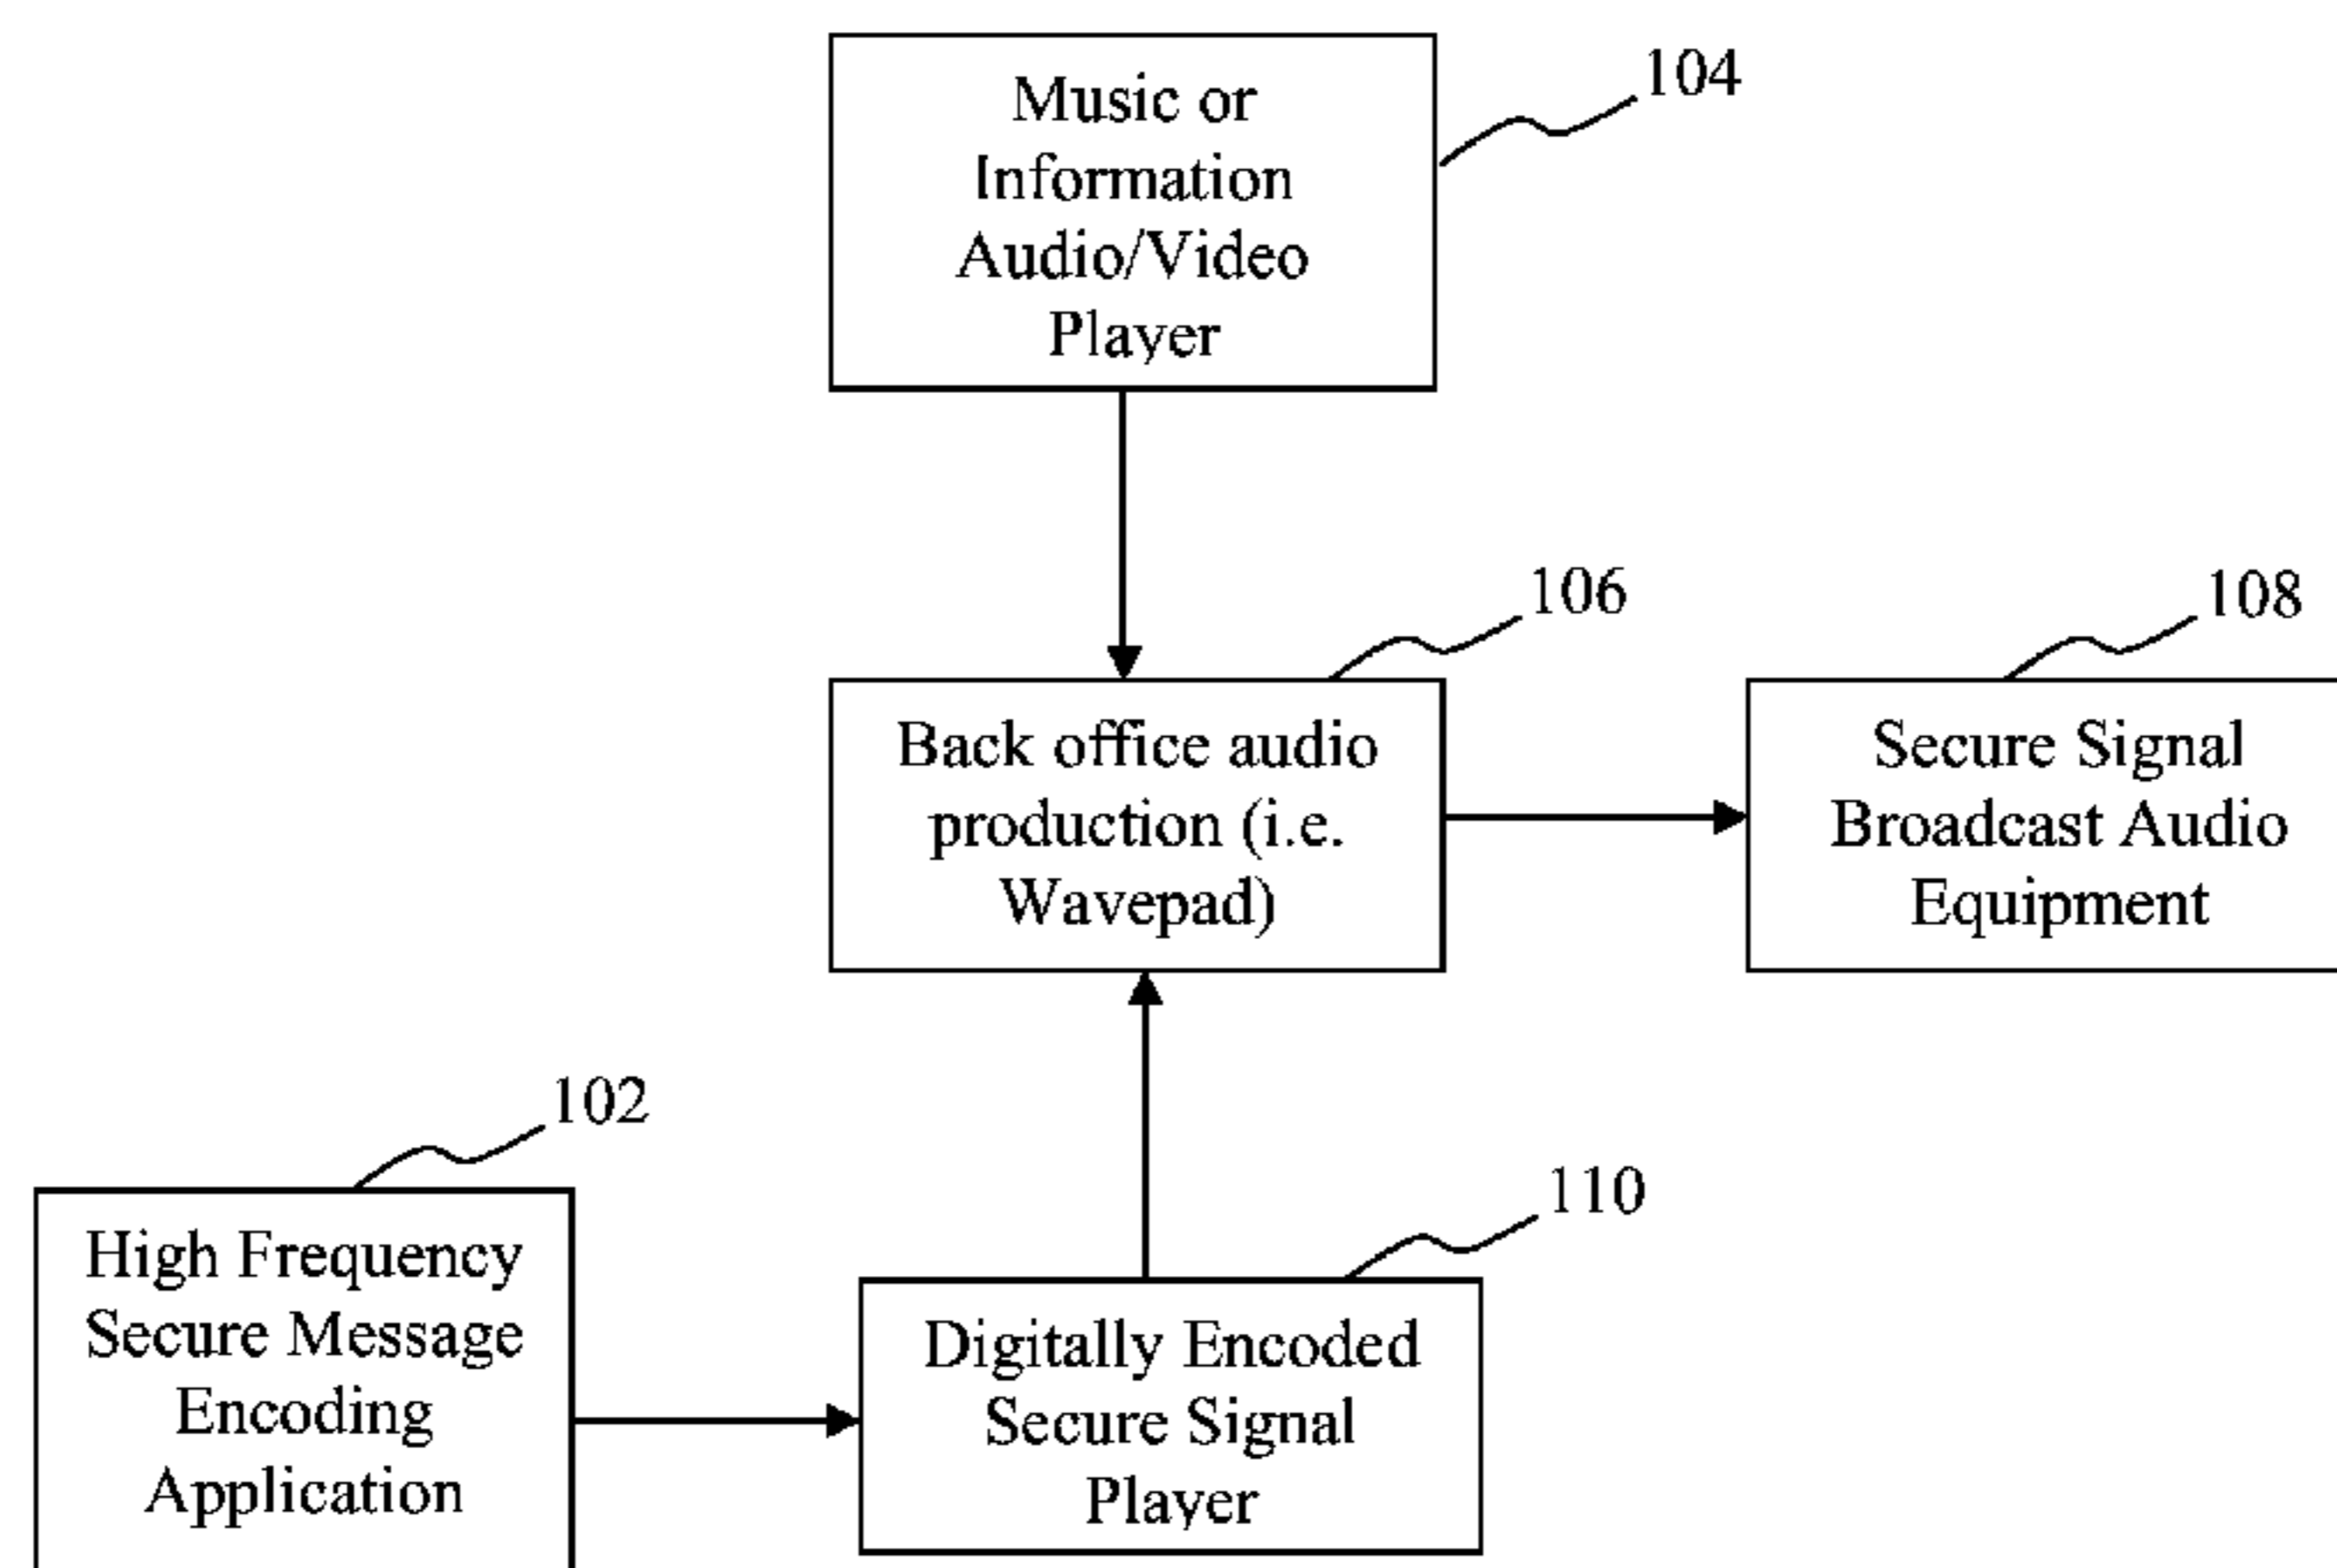 Music or
Information
Audio/Video
Player
104
Back office audio
production (i.e.
Wavepad)
106
Secure Signal
Broadcast Audio
Equipment
108
High Frequency
Secure Message
Encoding
Application
102
Digitally Encoded
Secure Signal
Player
110